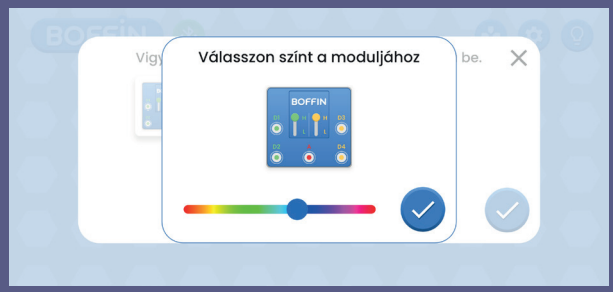 BOFFIN
Vigy
Válasszon színt a moduljához
be.
BOFFIN
D1 H H D3
L L
D2 D4